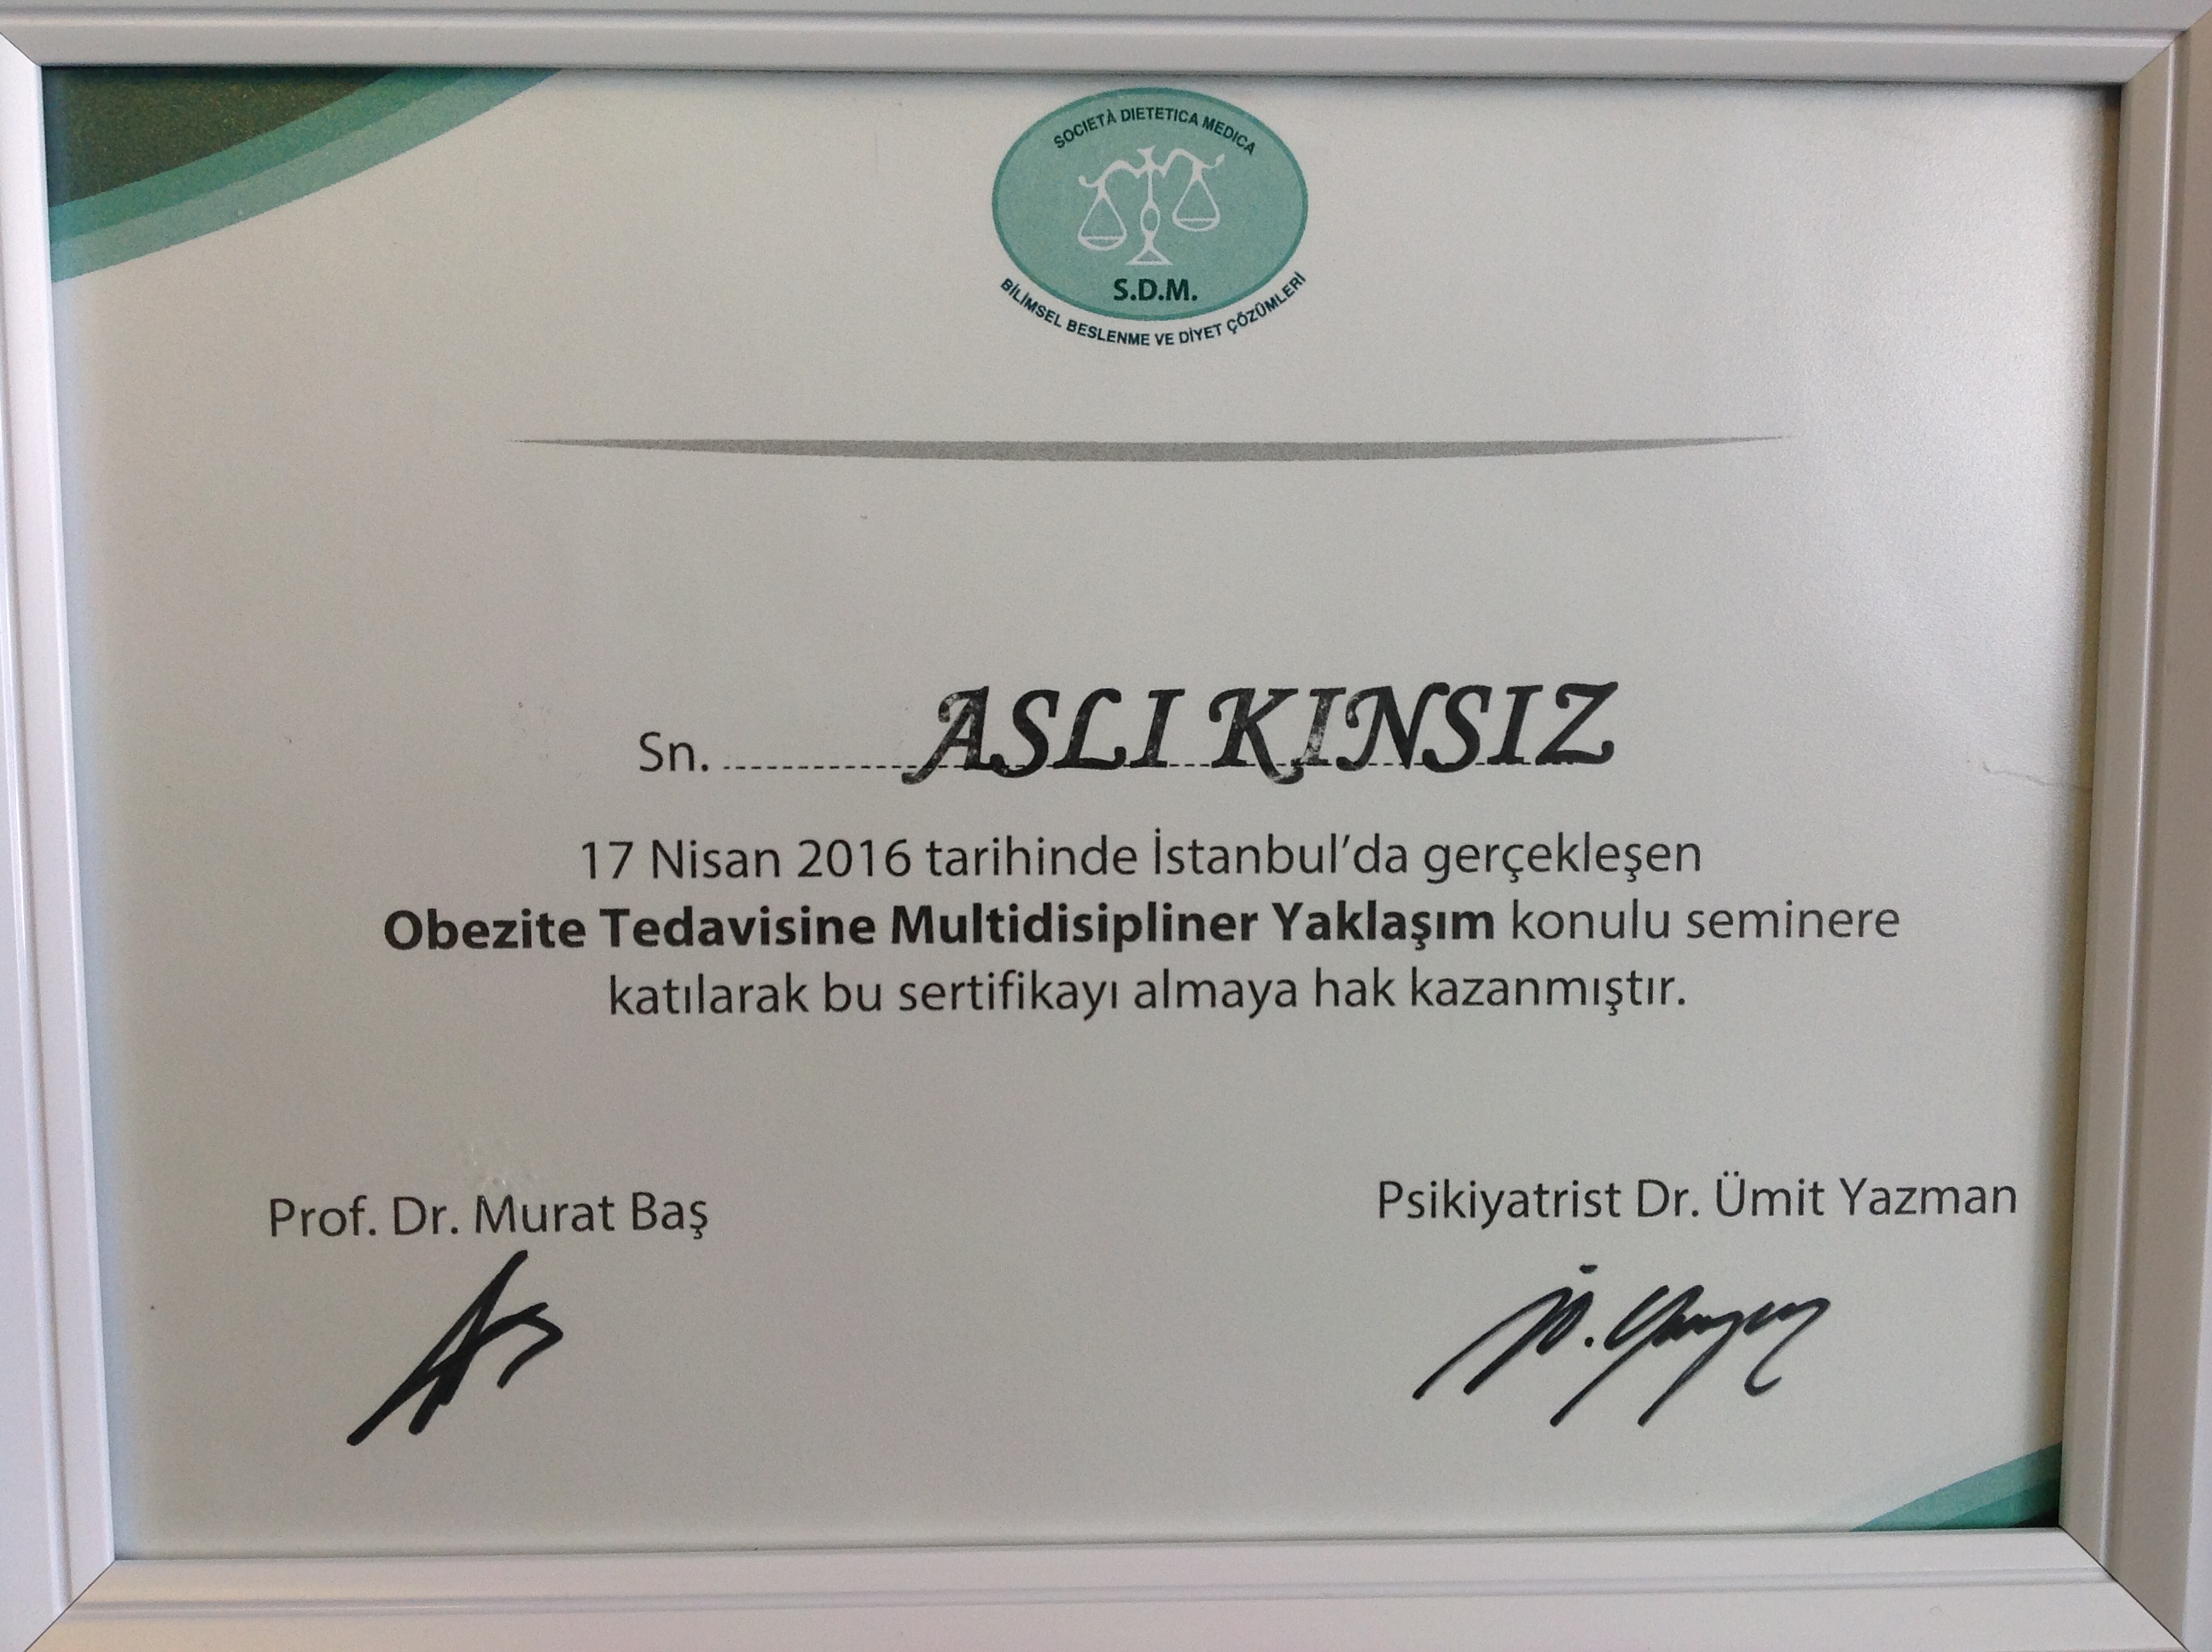 SOCIETÀ DIETETICA MEDICA
S.D.M.
BİLİMSEL BESLENME VE DİYET ÇÖZÜMLERİ
Sn. ASLI KINSIZ
17 Nisan 2016 tarihinde İstanbul'da gerçekleşen
Obezite Tedavisine Multidisipliner Yaklaşım konulu seminere
katılarak bu sertifikayı almaya hak kazanmıştır.
Prof. Dr. Murat Baş
Psikiyatrist Dr. Ümit Yazman